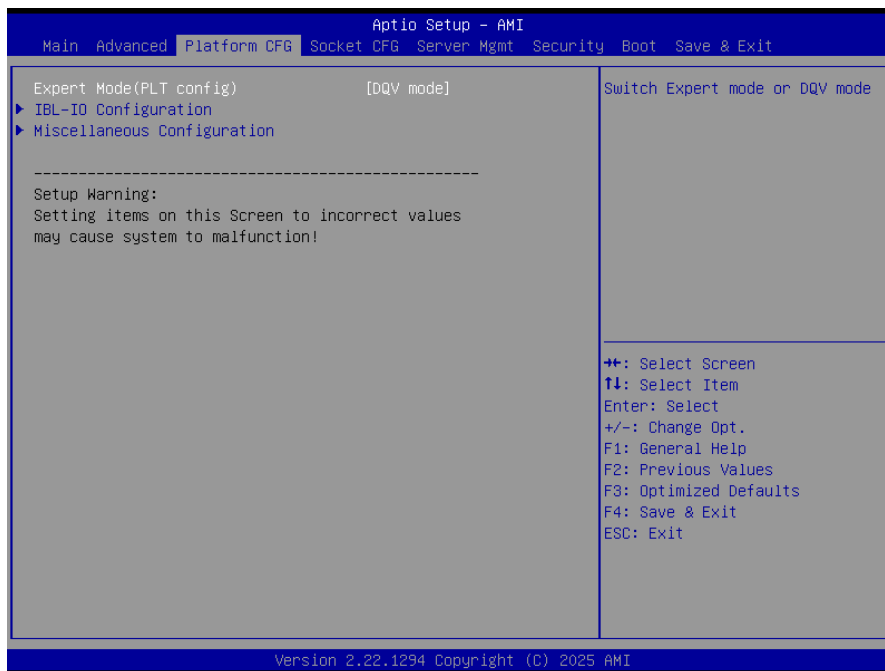 Aptio Setup – AMI
Main Advanced Platform CFG Socket CFG Server Mgmt Security Boot Save & Exit
Expert Mode(PLT config) [DQV mode]
IBL-IO Configuration
Miscellaneous Configuration
--------------------------------------------------
Setup Warning:
Setting items on this Screen to incorrect values
may cause system to malfunction!
Switch Expert mode or DQV mode
→←: Select Screen
↑↓: Select Item
Enter: Select
+/-: Change Opt.
F1: General Help
F2: Previous Values
F3: Optimized Defaults
F4: Save & Exit
ESC: Exit
Version 2.22.1294 Copyright (C) 2025 AMI